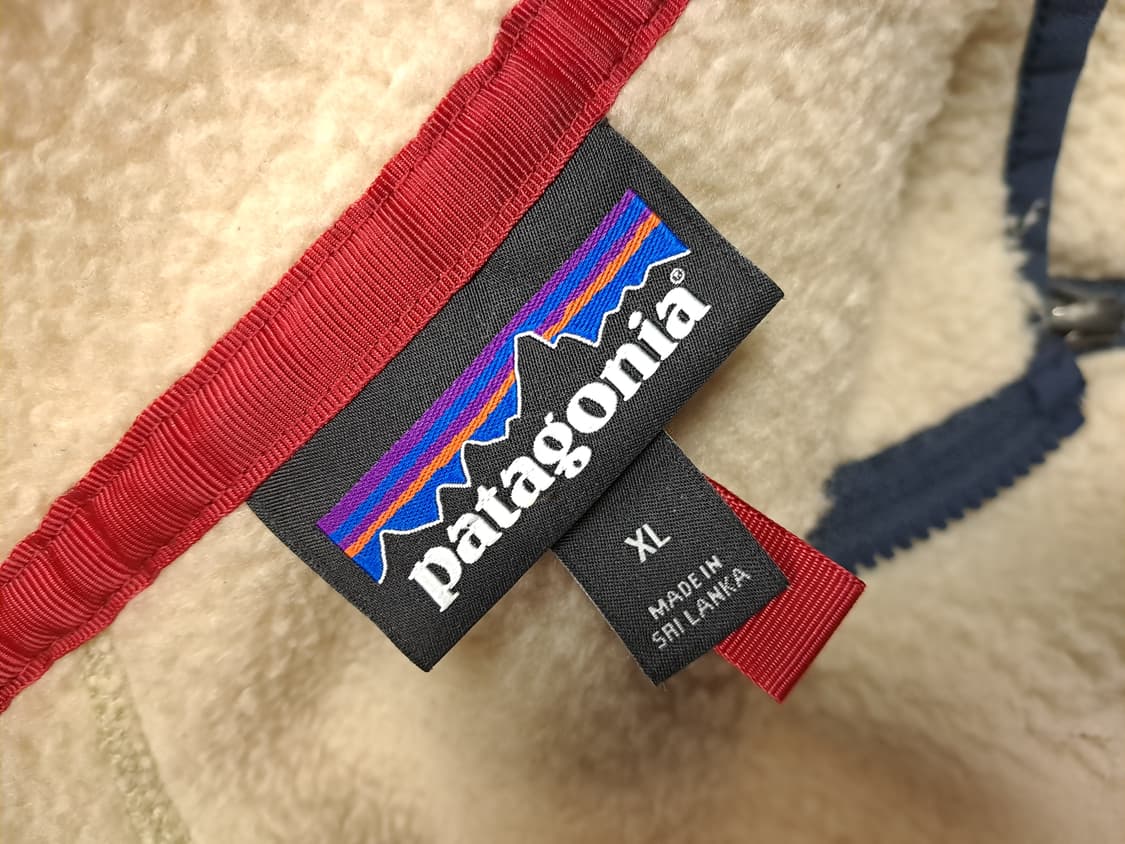 patagonia®
XL
MADE IN
SRI LANKA